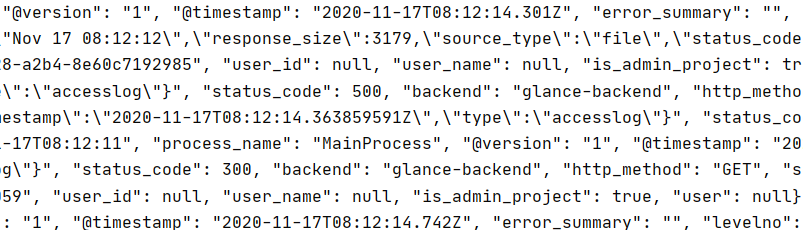 "@version": "1", "@timestamp": "2020-11-17T08:12:14.301Z", "error_summary": "",
\"Nov 17 08:12:12\",\"response_size\":3179,\"source_type\":\"file\",\"status_code
28-a2b4-8e60c7192985", "user_id": null, "user_name": null, "is_admin_project": tr
e\":\"accesslog\"}", "status_code": 500, "backend": "glance-backend", "http_metho
mestamp\":\"2020-11-17T08:12:14.363859591Z\",\"type\":\"accesslog\"}", "status_co
1-17T08:12:11", "process_name": "MainProcess", "@version": "1", "@timestamp": "20
og\"}", "status_code": 300, "backend": "glance-backend", "http_method": "GET", "s
059", "user_id": null, "user_name": null, "is_admin_project": true, "user": null}
: "1", "@timestamp": "2020-11-17T08:12:14.742Z", "error_summary": "", "levelno":